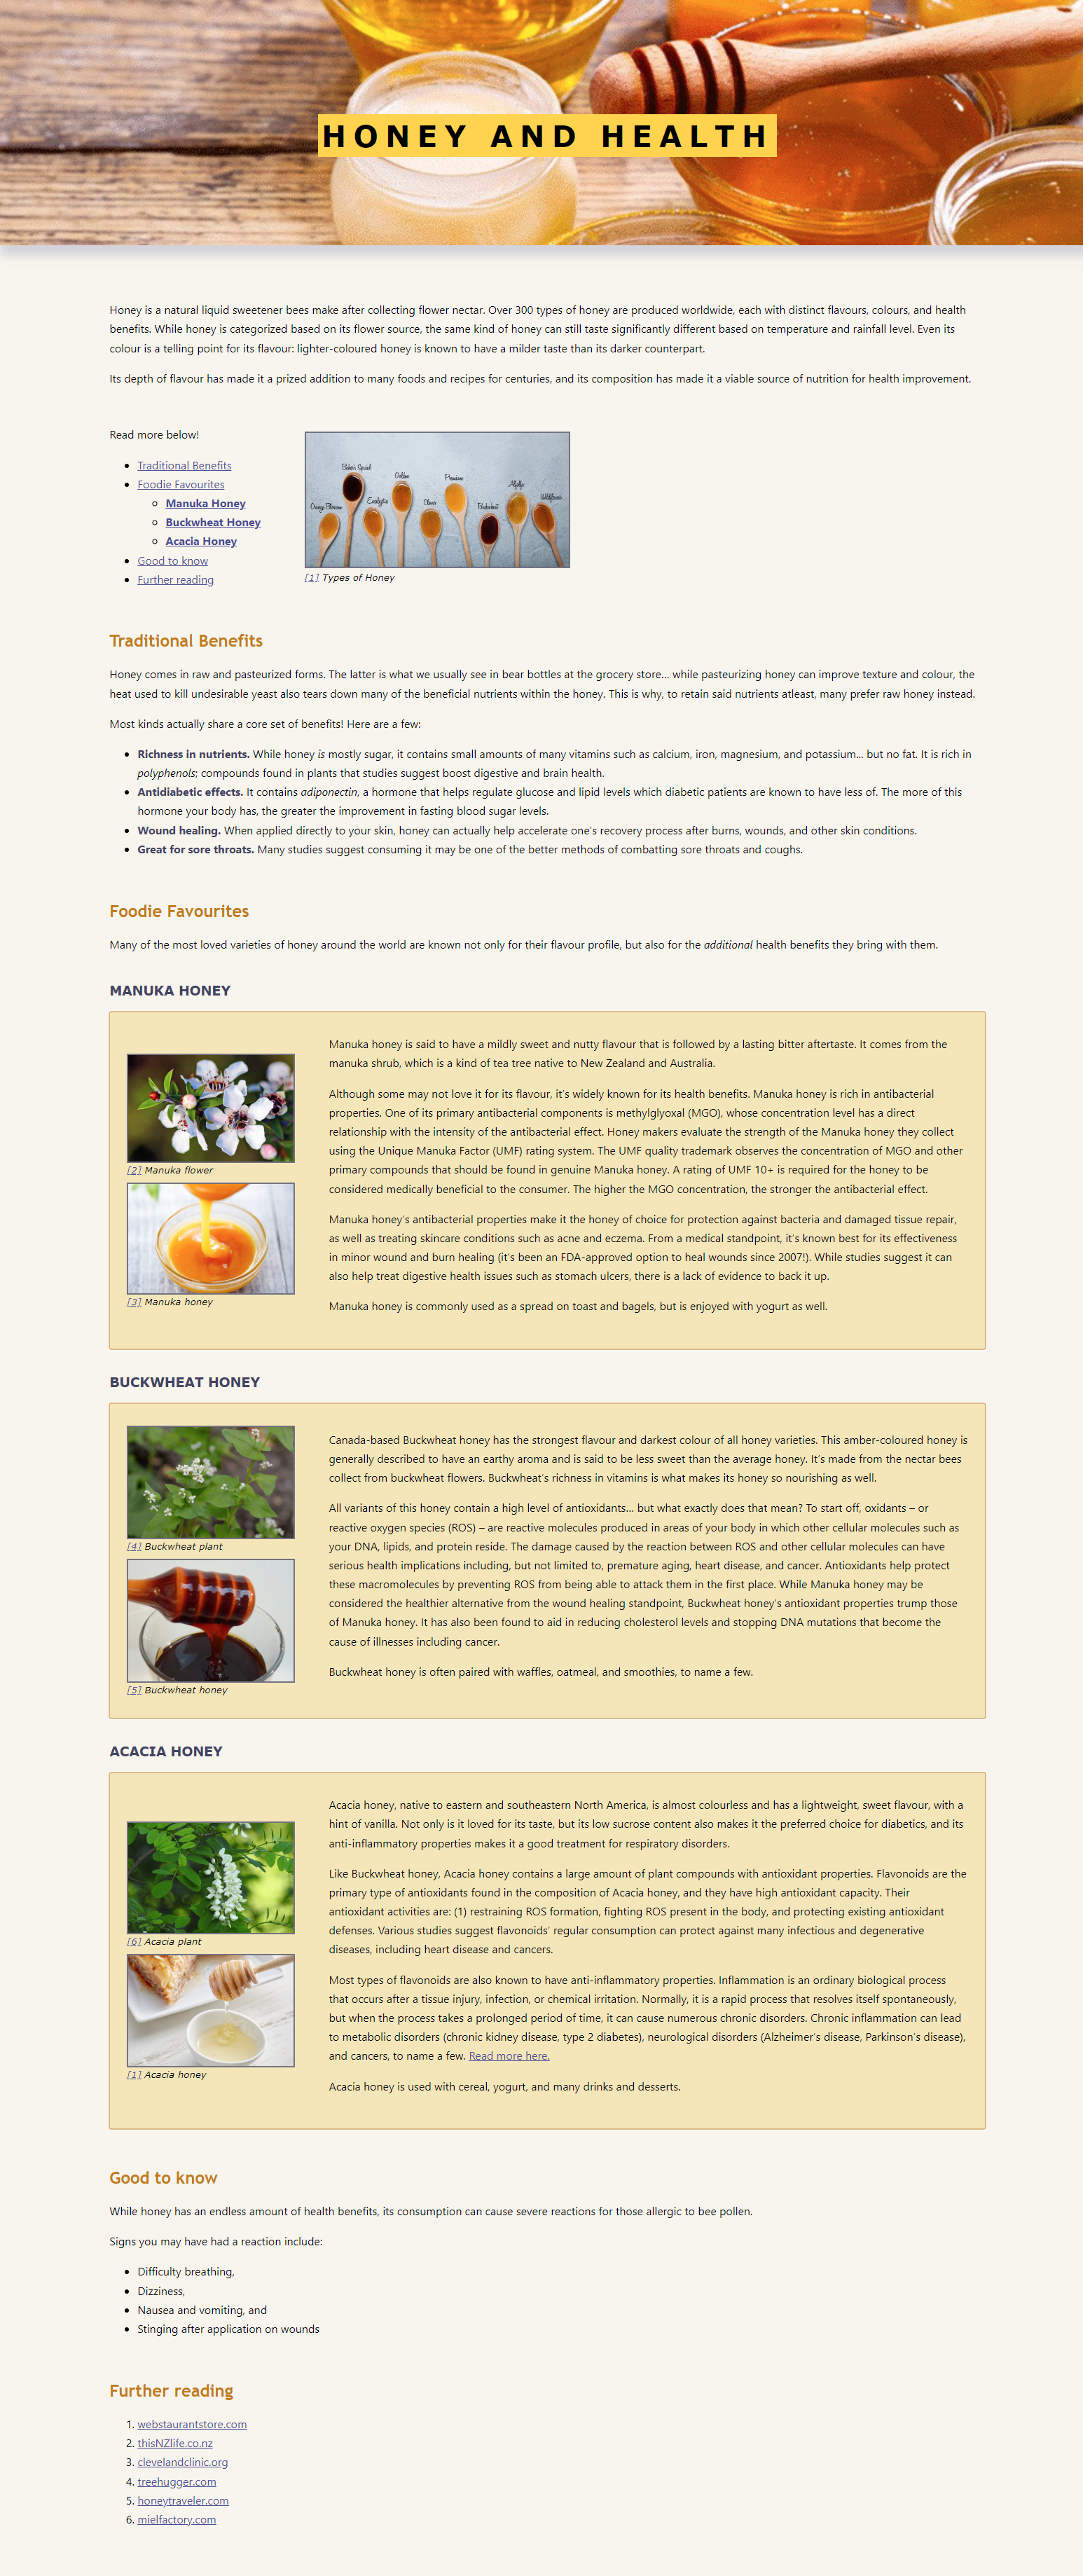 HONEY AND HEALTH
Honey is a natural liquid sweetener bees make after collecting flower nectar. Over 300 types of honey are produced worldwide, each with distinct flavours, colours, and health
benefits. While honey is categorized based on its flower source, the same kind of honey can still taste significantly different based on temperature and rainfall level. Even its
colour is a telling point for its flavour: lighter-coloured honey is known to have a milder taste than its darker counterpart.
Its depth of flavour has made it a prized addition to many foods and recipes for centuries, and its composition has made it a viable source of nutrition for health improvement.
Read more below!
• Traditional Benefits
• Foodie Favourites
◦ Manuka Honey
◦ Buckwheat Honey
◦ Acacia Honey
• Good to know
• Further reading
Baker's Special
Golden
Premium
Alfalfa
Orange Blossom
Eucalyptus
Clover
Buckwheat
Wildflower
[1] Types of Honey
Traditional Benefits
Honey comes in raw and pasteurized forms. The latter is what we usually see in bear bottles at the grocery store... while pasteurizing honey can improve texture and colour, the
heat used to kill undesirable yeast also tears down many of the beneficial nutrients within the honey. This is why, to retain said nutrients atleast, many prefer raw honey instead.
Most kinds actually share a core set of benefits! Here are a few:
• Richness in nutrients. While honey is mostly sugar, it contains small amounts of many vitamins such as calcium, iron, magnesium, and potassium... but no fat. It is rich in
polyphenols; compounds found in plants that studies suggest boost digestive and brain health.
• Antidiabetic effects. It contains adiponectin, a hormone that helps regulate glucose and lipid levels which diabetic patients are known to have less of. The more of this
hormone your body has, the greater the improvement in fasting blood sugar levels.
• Wound healing. When applied directly to your skin, honey can actually help accelerate one's recovery process after burns, wounds, and other skin conditions.
• Great for sore throats. Many studies suggest consuming it may be one of the better methods of combatting sore throats and coughs.
Foodie Favourites
Many of the most loved varieties of honey around the world are known not only for their flavour profile, but also for the additional health benefits they bring with them.
MANUKA HONEY
[2] Manuka flower
[3] Manuka honey
Manuka honey is said to have a mildly sweet and nutty flavour that is followed by a lasting bitter aftertaste. It comes from the
manuka shrub, which is a kind of tea tree native to New Zealand and Australia.
Although some may not love it for its flavour, it's widely known for its health benefits. Manuka honey is rich in antibacterial
properties. One of its primary antibacterial components is methylglyoxal (MGO), whose concentration level has a direct
relationship with the intensity of the antibacterial effect. Honey makers evaluate the strength of the Manuka honey they collect
using the Unique Manuka Factor (UMF) rating system. The UMF quality trademark observes the concentration of MGO and other
primary compounds that should be found in genuine Manuka honey. A rating of UMF 10+ is required for the honey to be
considered medically beneficial to the consumer. The higher the MGO concentration, the stronger the antibacterial effect.
Manuka honey's antibacterial properties make it the honey of choice for protection against bacteria and damaged tissue repair,
as well as treating skincare conditions such as acne and eczema. From a medical standpoint, it's known best for its effectiveness
in minor wound and burn healing (it's been an FDA-approved option to heal wounds since 2007!). While studies suggest it can
also help treat digestive health issues such as stomach ulcers, there is a lack of evidence to back it up.
Manuka honey is commonly used as a spread on toast and bagels, but is enjoyed with yogurt as well.
BUCKWHEAT HONEY
[4] Buckwheat plant
[5] Buckwheat honey
Canada-based Buckwheat honey has the strongest flavour and darkest colour of all honey varieties. This amber-coloured honey is
generally described to have an earthy aroma and is said to be less sweet than the average honey. It's made from the nectar bees
collect from buckwheat flowers. Buckwheat's richness in vitamins is what makes its honey so nourishing as well.
All variants of this honey contain a high level of antioxidants... but what exactly does that mean? To start off, oxidants – or
reactive oxygen species (ROS) – are reactive molecules produced in areas of your body in which other cellular molecules such as
your DNA, lipids, and protein reside. The damage caused by the reaction between ROS and other cellular molecules can have
serious health implications including, but not limited to, premature aging, heart disease, and cancer. Antioxidants help protect
these macromolecules by preventing ROS from being able to attack them in the first place. While Manuka honey may be
considered the healthier alternative from the wound healing standpoint, Buckwheat honey's antioxidant properties trump those
of Manuka honey. It has also been found to aid in reducing cholesterol levels and stopping DNA mutations that become the
cause of illnesses including cancer.
Buckwheat honey is often paired with waffles, oatmeal, and smoothies, to name a few.
ACACIA HONEY
[6] Acacia plant
[1] Acacia honey
Acacia honey, native to eastern and southeastern North America, is almost colourless and has a lightweight, sweet flavour, with a
hint of vanilla. Not only is it loved for its taste, but its low sucrose content also makes it the preferred choice for diabetics, and its
anti-inflammatory properties makes it a good treatment for respiratory disorders.
Like Buckwheat honey, Acacia honey contains a large amount of plant compounds with antioxidant properties. Flavonoids are the
primary type of antioxidants found in the composition of Acacia honey, and they have high antioxidant capacity. Their
antioxidant activities are: (1) restraining ROS formation, fighting ROS present in the body, and protecting existing antioxidant
defenses. Various studies suggest flavonoids' regular consumption can protect against many infectious and degenerative
diseases, including heart disease and cancers.
Most types of flavonoids are also known to have anti-inflammatory properties. Inflammation is an ordinary biological process
that occurs after a tissue injury, infection, or chemical irritation. Normally, it is a rapid process that resolves itself spontaneously,
but when the process takes a prolonged period of time, it can cause numerous chronic disorders. Chronic inflammation can lead
to metabolic disorders (chronic kidney disease, type 2 diabetes), neurological disorders (Alzheimer's disease, Parkinson's disease),
and cancers, to name a few. Read more here.
Acacia honey is used with cereal, yogurt, and many drinks and desserts.
Good to know
While honey has an endless amount of health benefits, its consumption can cause severe reactions for those allergic to bee pollen.
Signs you may have had a reaction include:
• Difficulty breathing,
• Dizziness,
• Nausea and vomiting, and
• Stinging after application on wounds
Further reading
1. webstaurantstore.com
2. thisNZlife.co.nz
3. clevelandclinic.org
4. treehugger.com
5. honeytraveler.com
6. mielfactory.com